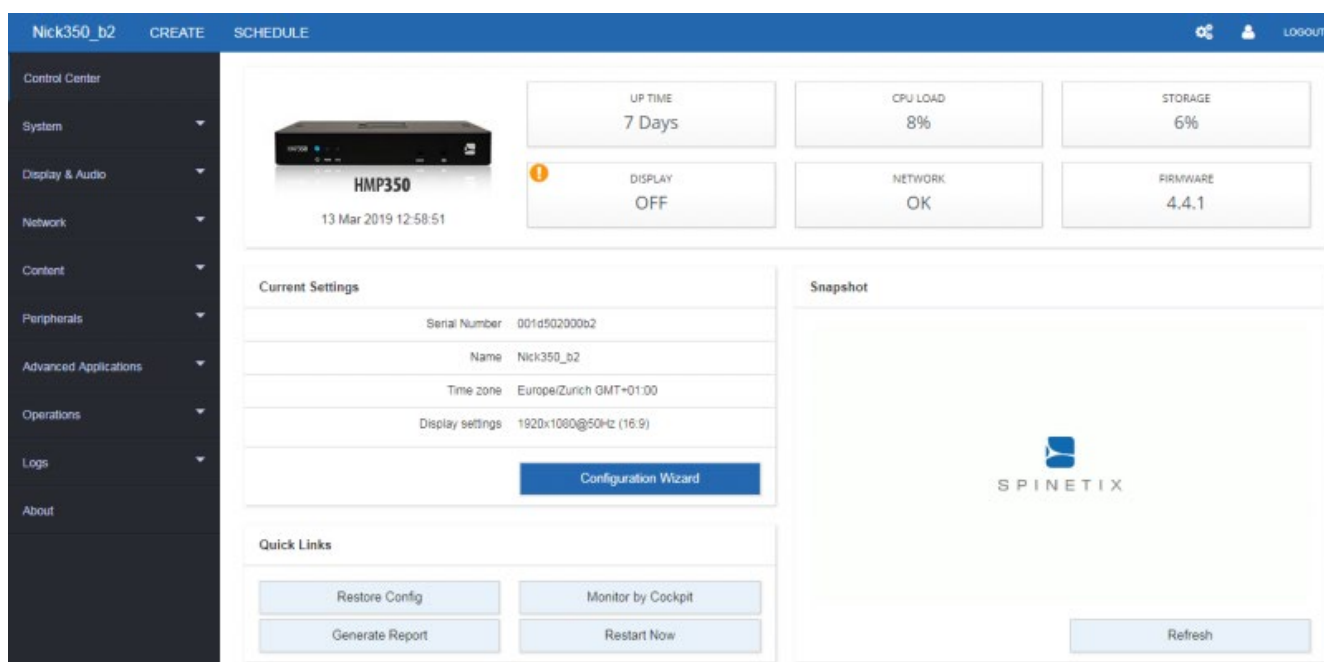 Nick350_b2 CREATE SCHEDULE LOGOUT
Control Center
System
Display & Audio
Network
Content
Peripherals
Advanced Applications
Operations
Logs
About
HMP350
13 Mar 2019 12:58:51
UP TIME
7 Days
CPU LOAD
8%
STORAGE
6%
DISPLAY
OFF
NETWORK
OK
FIRMWARE
4.4.1
Current Settings
Serial Number 001d502000b2
Name Nick350_b2
Time zone Europe/Zurich GMT+01:00
Display settings 1920x1080@50Hz (16:9)
Configuration Wizard
Quick Links
Restore Config Monitor by Cockpit
Generate Report Restart Now
Snapshot
SPINETIX
Refresh